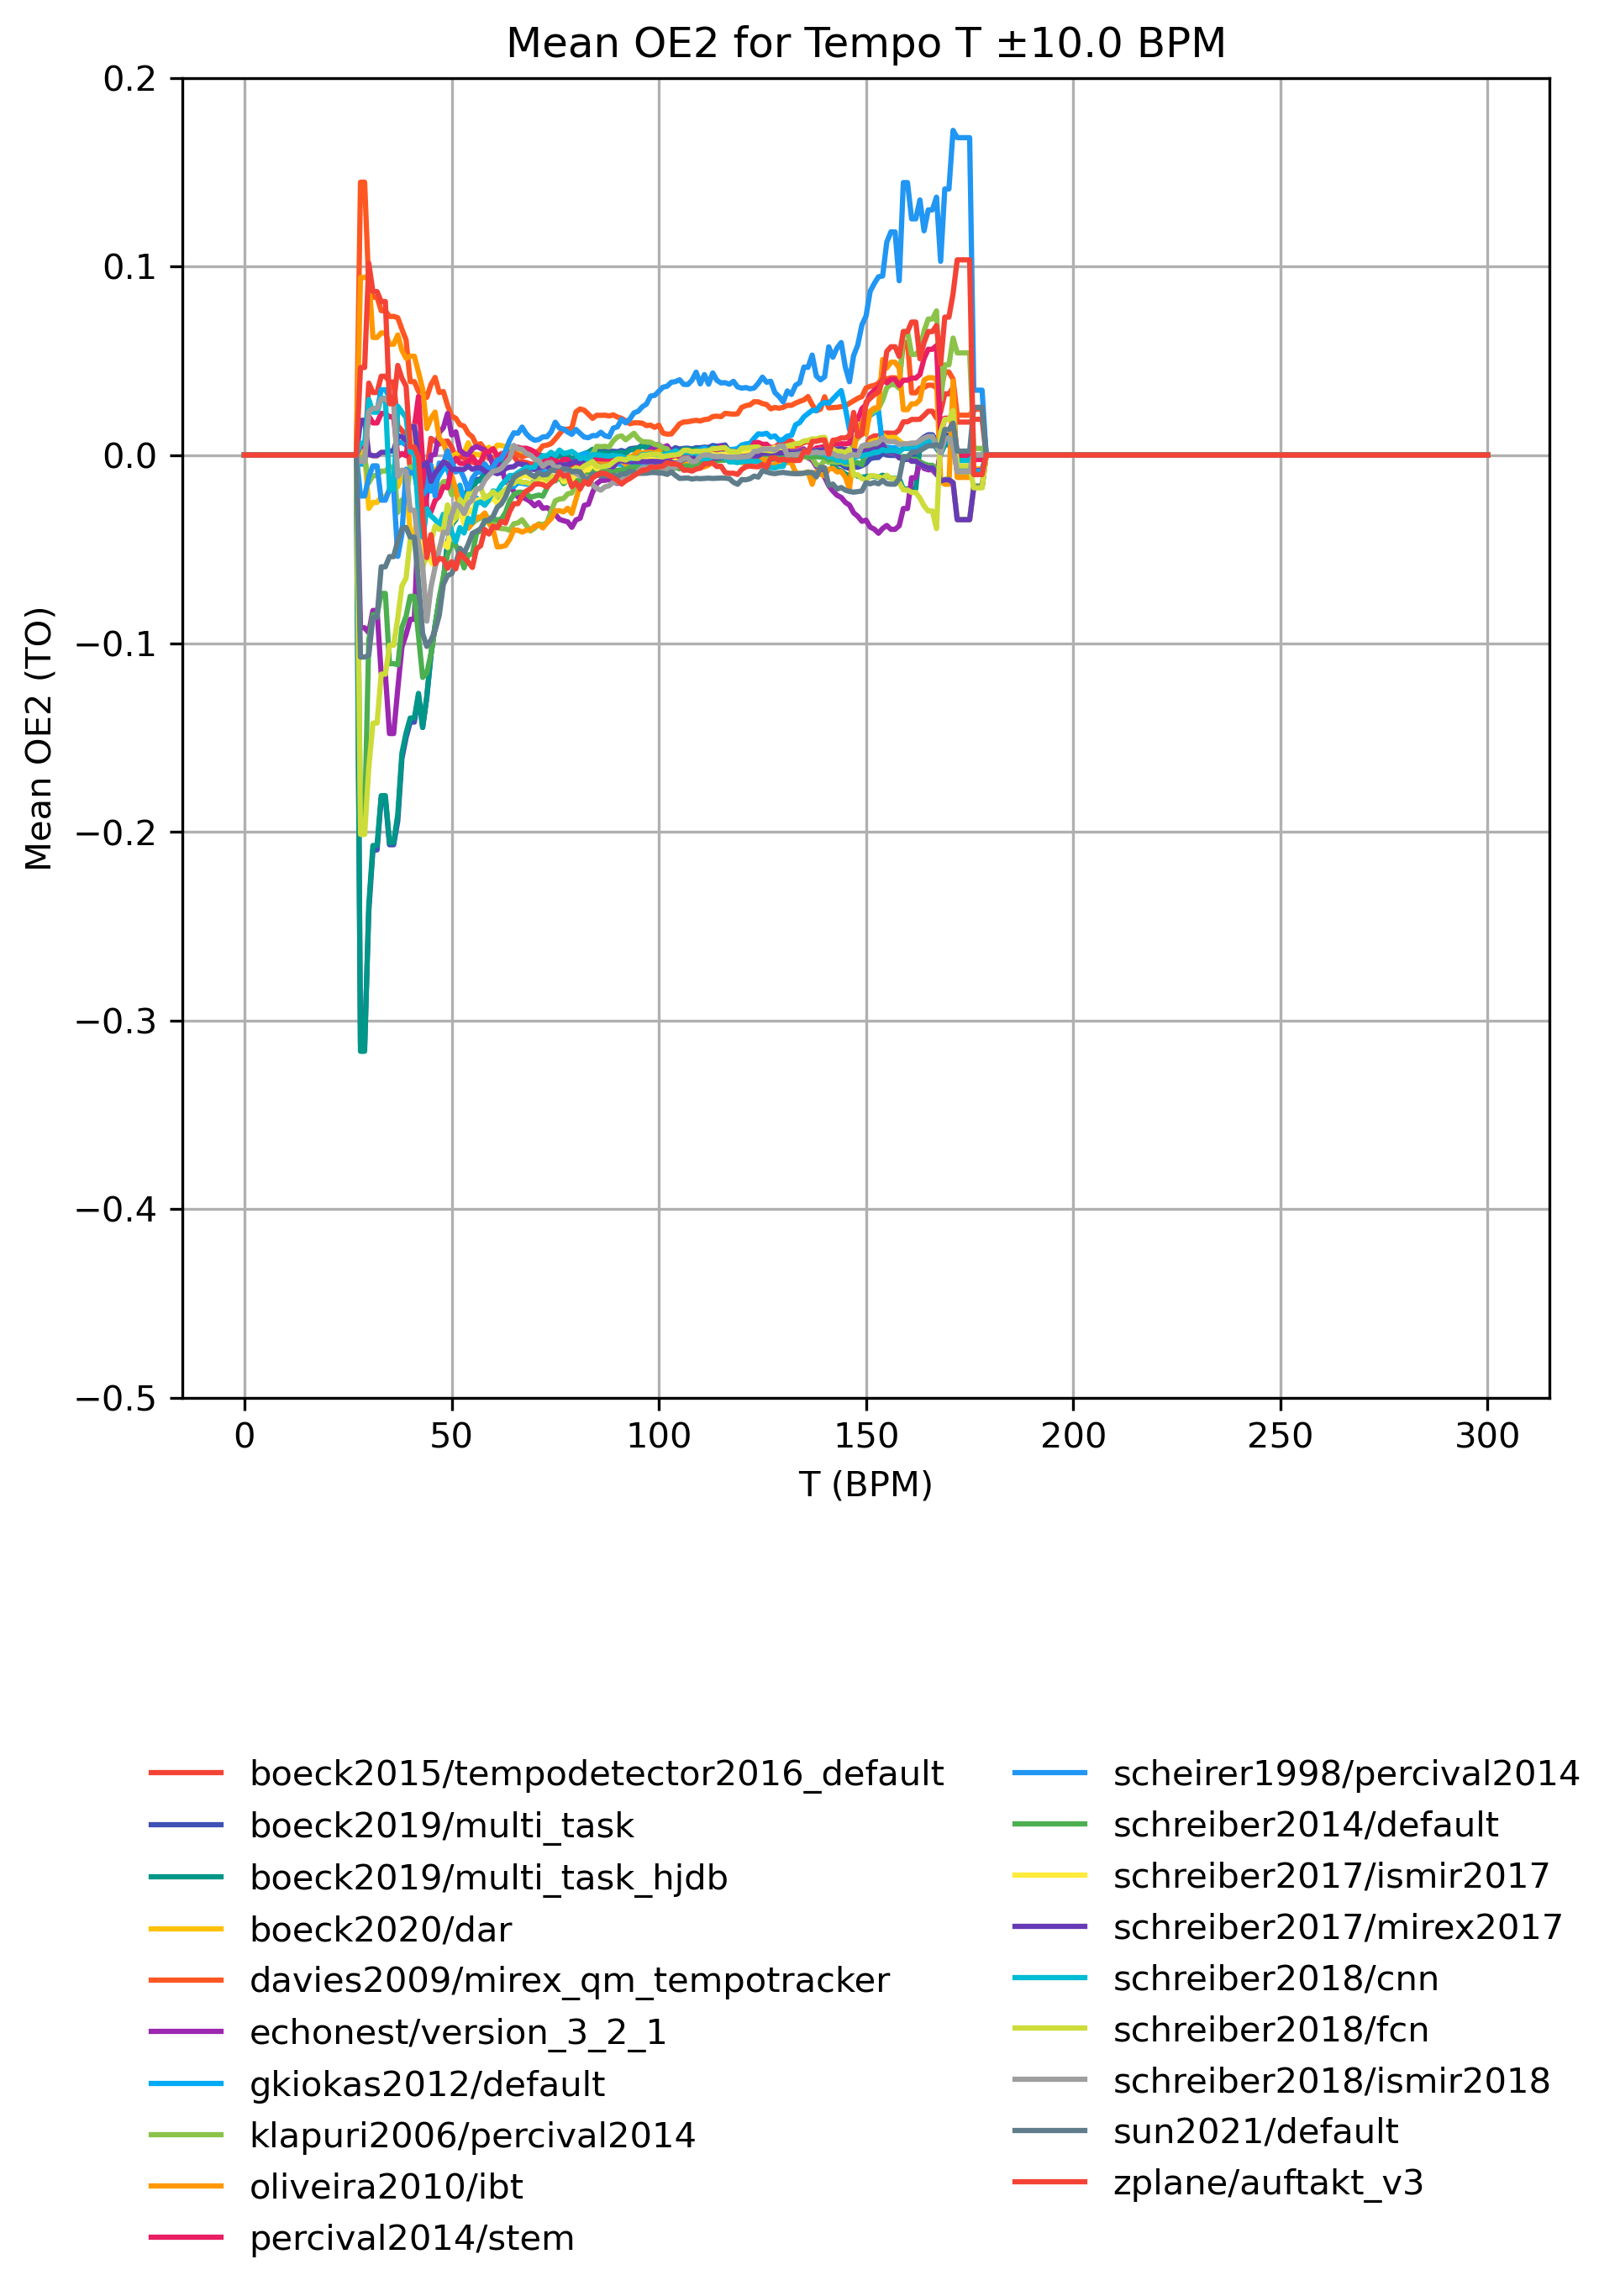 Mean OE2 for Tempo T ±10.0 BPM
0.2
0.1
0.0
−0.1
−0.2
−0.3
−0.4
−0.5
Mean OE2 (TO)
0 50 100 150 200 250 300
T (BPM)
boeck2015/tempodetector2016_default
boeck2019/multi_task
boeck2019/multi_task_hjdb
boeck2020/dar
davies2009/mirex_qm_tempotracker
echonest/version_3_2_1
gkiokas2012/default
klapuri2006/percival2014
oliveira2010/ibt
percival2014/stem
scheirer1998/percival2014
schreiber2014/default
schreiber2017/ismir2017
schreiber2017/mirex2017
schreiber2018/cnn
schreiber2018/fcn
schreiber2018/ismir2018
sun2021/default
zplane/auftakt_v3